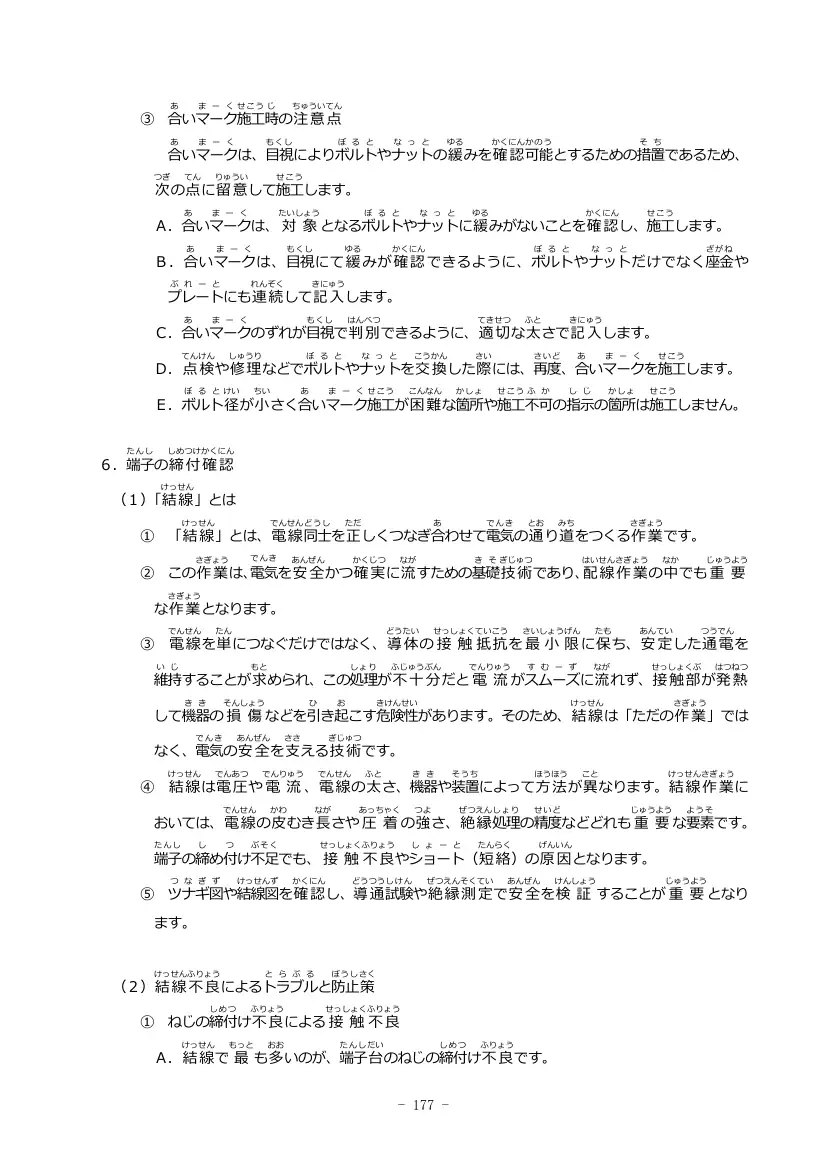 ③ 合いマーク施工時の注意点
合いマークは、目視によりボルトやナットの緩みを確認可能とするための措置であるため、
次の点に留意して施工します。
A．合いマークは、対象となるボルトやナットに緩みがないことを確認し、施工します。
B．合いマークは、目視にて緩みが確認できるように、ボルトやナットだけでなく座金や
プレートにも連続して記入します。
C．合いマークのずれが目視で判別できるように、適切な太さで記入します。
D．点検や修理などでボルトやナットを交換した際には、再度、合いマークを施工します。
E．ボルト径が小さく合いマーク施工が困難な箇所や施工不可の指示の箇所は施工しません。
6．端子の締付確認
（1）「結線」とは
① 「結線」とは、電線同士を正しくつなぎ合わせて電気の通り道をつくる作業です。
② この作業は、電気を安全かつ確実に流すための基礎技術であり、配線作業の中でも重要
な作業となります。
③ 電線を単につなぐだけではなく、導体の接触抵抗を最小限に保ち、安定した通電を
維持することが求められ、この処理が不十分だと電流がスムーズに流れず、接触部が発熱
して機器の損傷などを引き起こす危険性があります。そのため、結線は「ただの作業」では
なく、電気の安全を支える技術です。
④ 結線は電圧や電流、電線の太さ、機器や装置によって方法が異なります。結線作業に
おいては、電線の皮むき長さや圧着の強さ、絶縁処理の精度などどれも重要な要素です。
端子の締め付け不足でも、接触不良やショート（短絡）の原因となります。
⑤ ツナギ図や結線図を確認し、導通試験や絶縁測定で安全を検証することが重要となり
ます。
（2）結線不良によるトラブルと防止策
① ねじの締付け不良による接触不良
A．結線で最も多いのが、端子台のねじの締付け不良です。
- 177 -